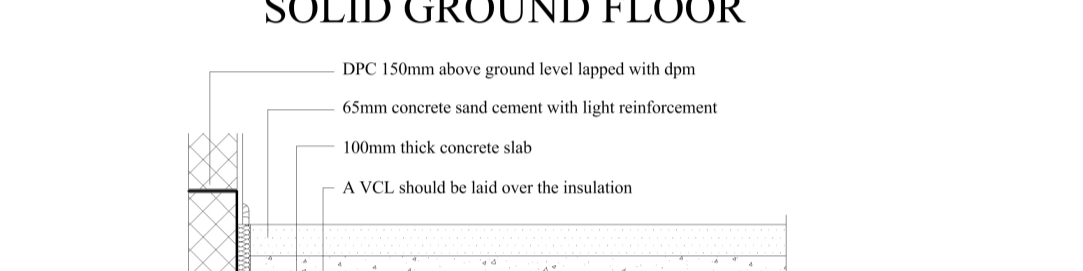 SOLID GROUND FLOOR
DPC 150mm above ground level lapped with dpm
65mm concrete sand cement with light reinforcement
100mm thick concrete slab
A VCL should be laid over the insulation